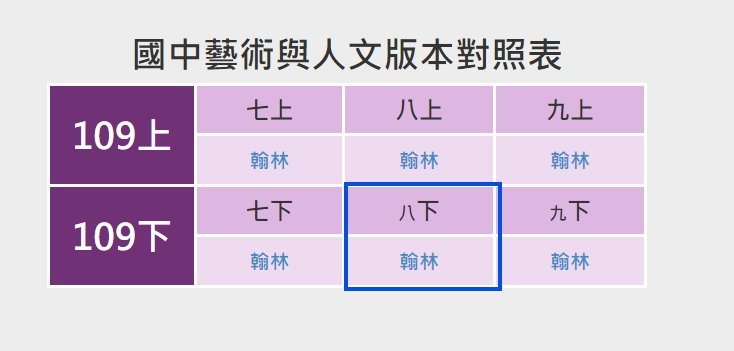 國中藝術與人文版本對照表
109上
七上 八上 九上
翰林 翰林 翰林
109下
七下 八下 九下
翰林 翰林 翰林